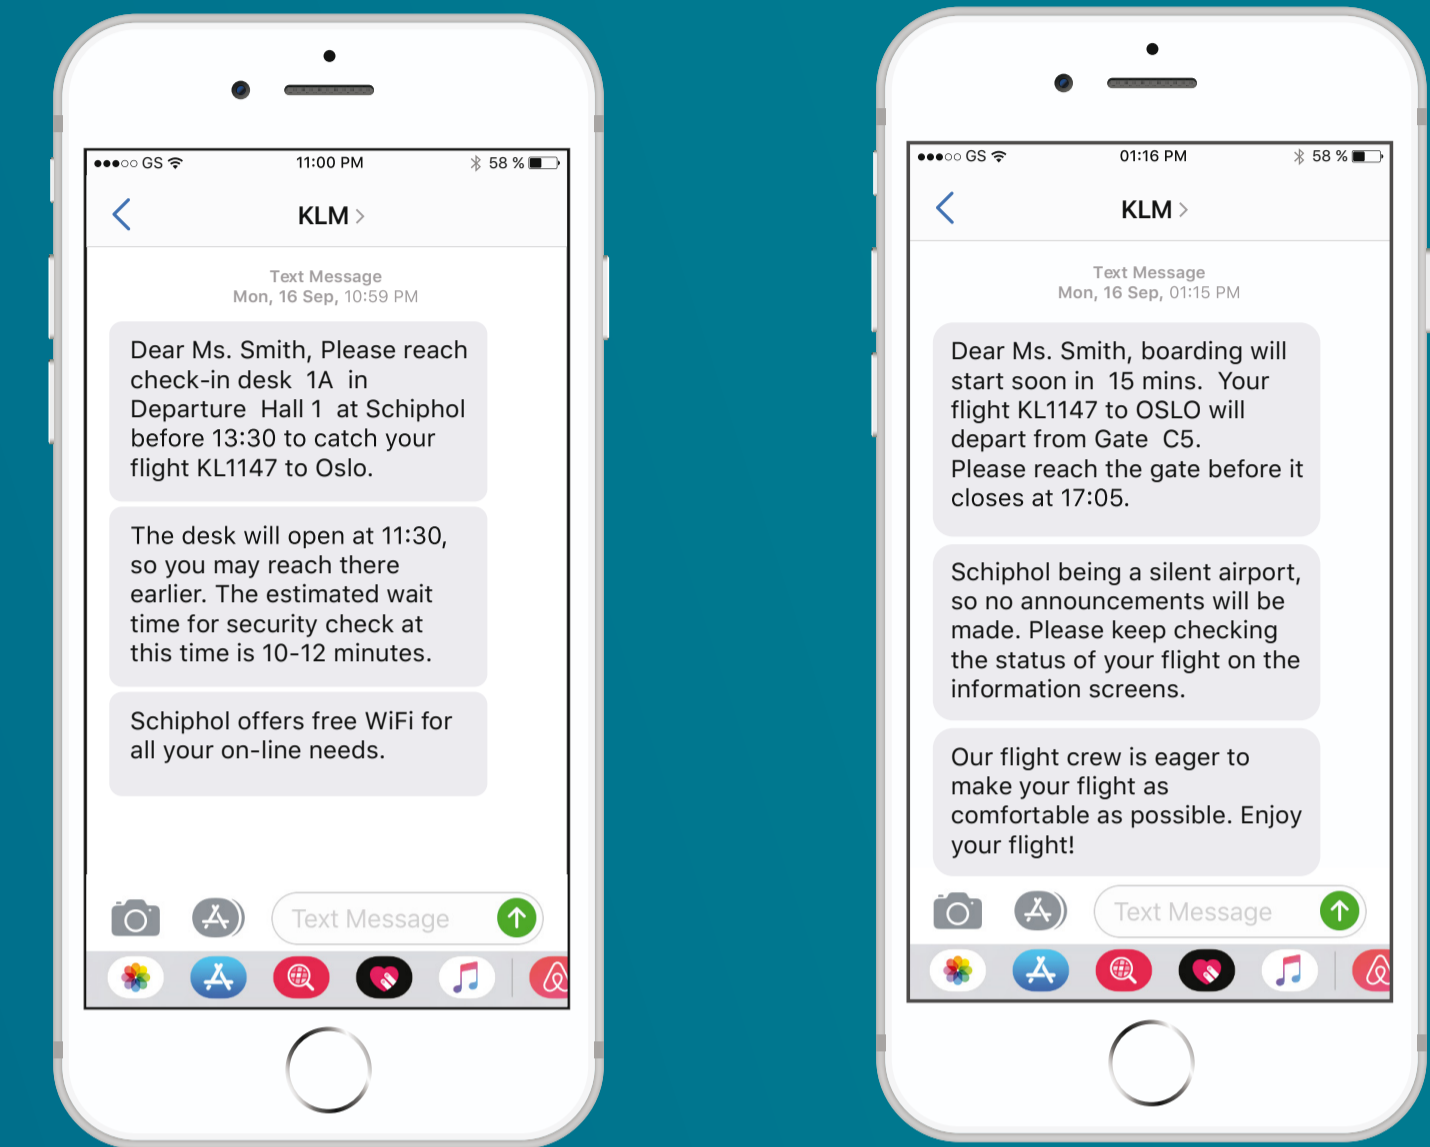 GS 11:00 PM 58 %
KLM
Text Message
Mon, 16 Sep, 10:59 PM
Dear Ms. Smith, Please reach
check-in desk 1A in
Departure Hall 1 at Schiphol
before 13:30 to catch your
flight KL1147 to Oslo.
The desk will open at 11:30,
so you may reach there
earlier. The estimated wait
time for security check at
this time is 10-12 minutes.
Schiphol offers free WiFi for
all your on-line needs.
Text Message
GS 01:16 PM 58 %
KLM
Text Message
Mon, 16 Sep, 01:15 PM
Dear Ms. Smith, boarding will
start soon in 15 mins. Your
flight KL1147 to OSLO will
depart from Gate C5.
Please reach the gate before it
closes at 17:05.
Schiphol being a silent airport,
so no announcements will be
made. Please keep checking
the status of your flight on the
information screens.
Our flight crew is eager to
make your flight as
comfortable as possible. Enjoy
your flight!
Text Message